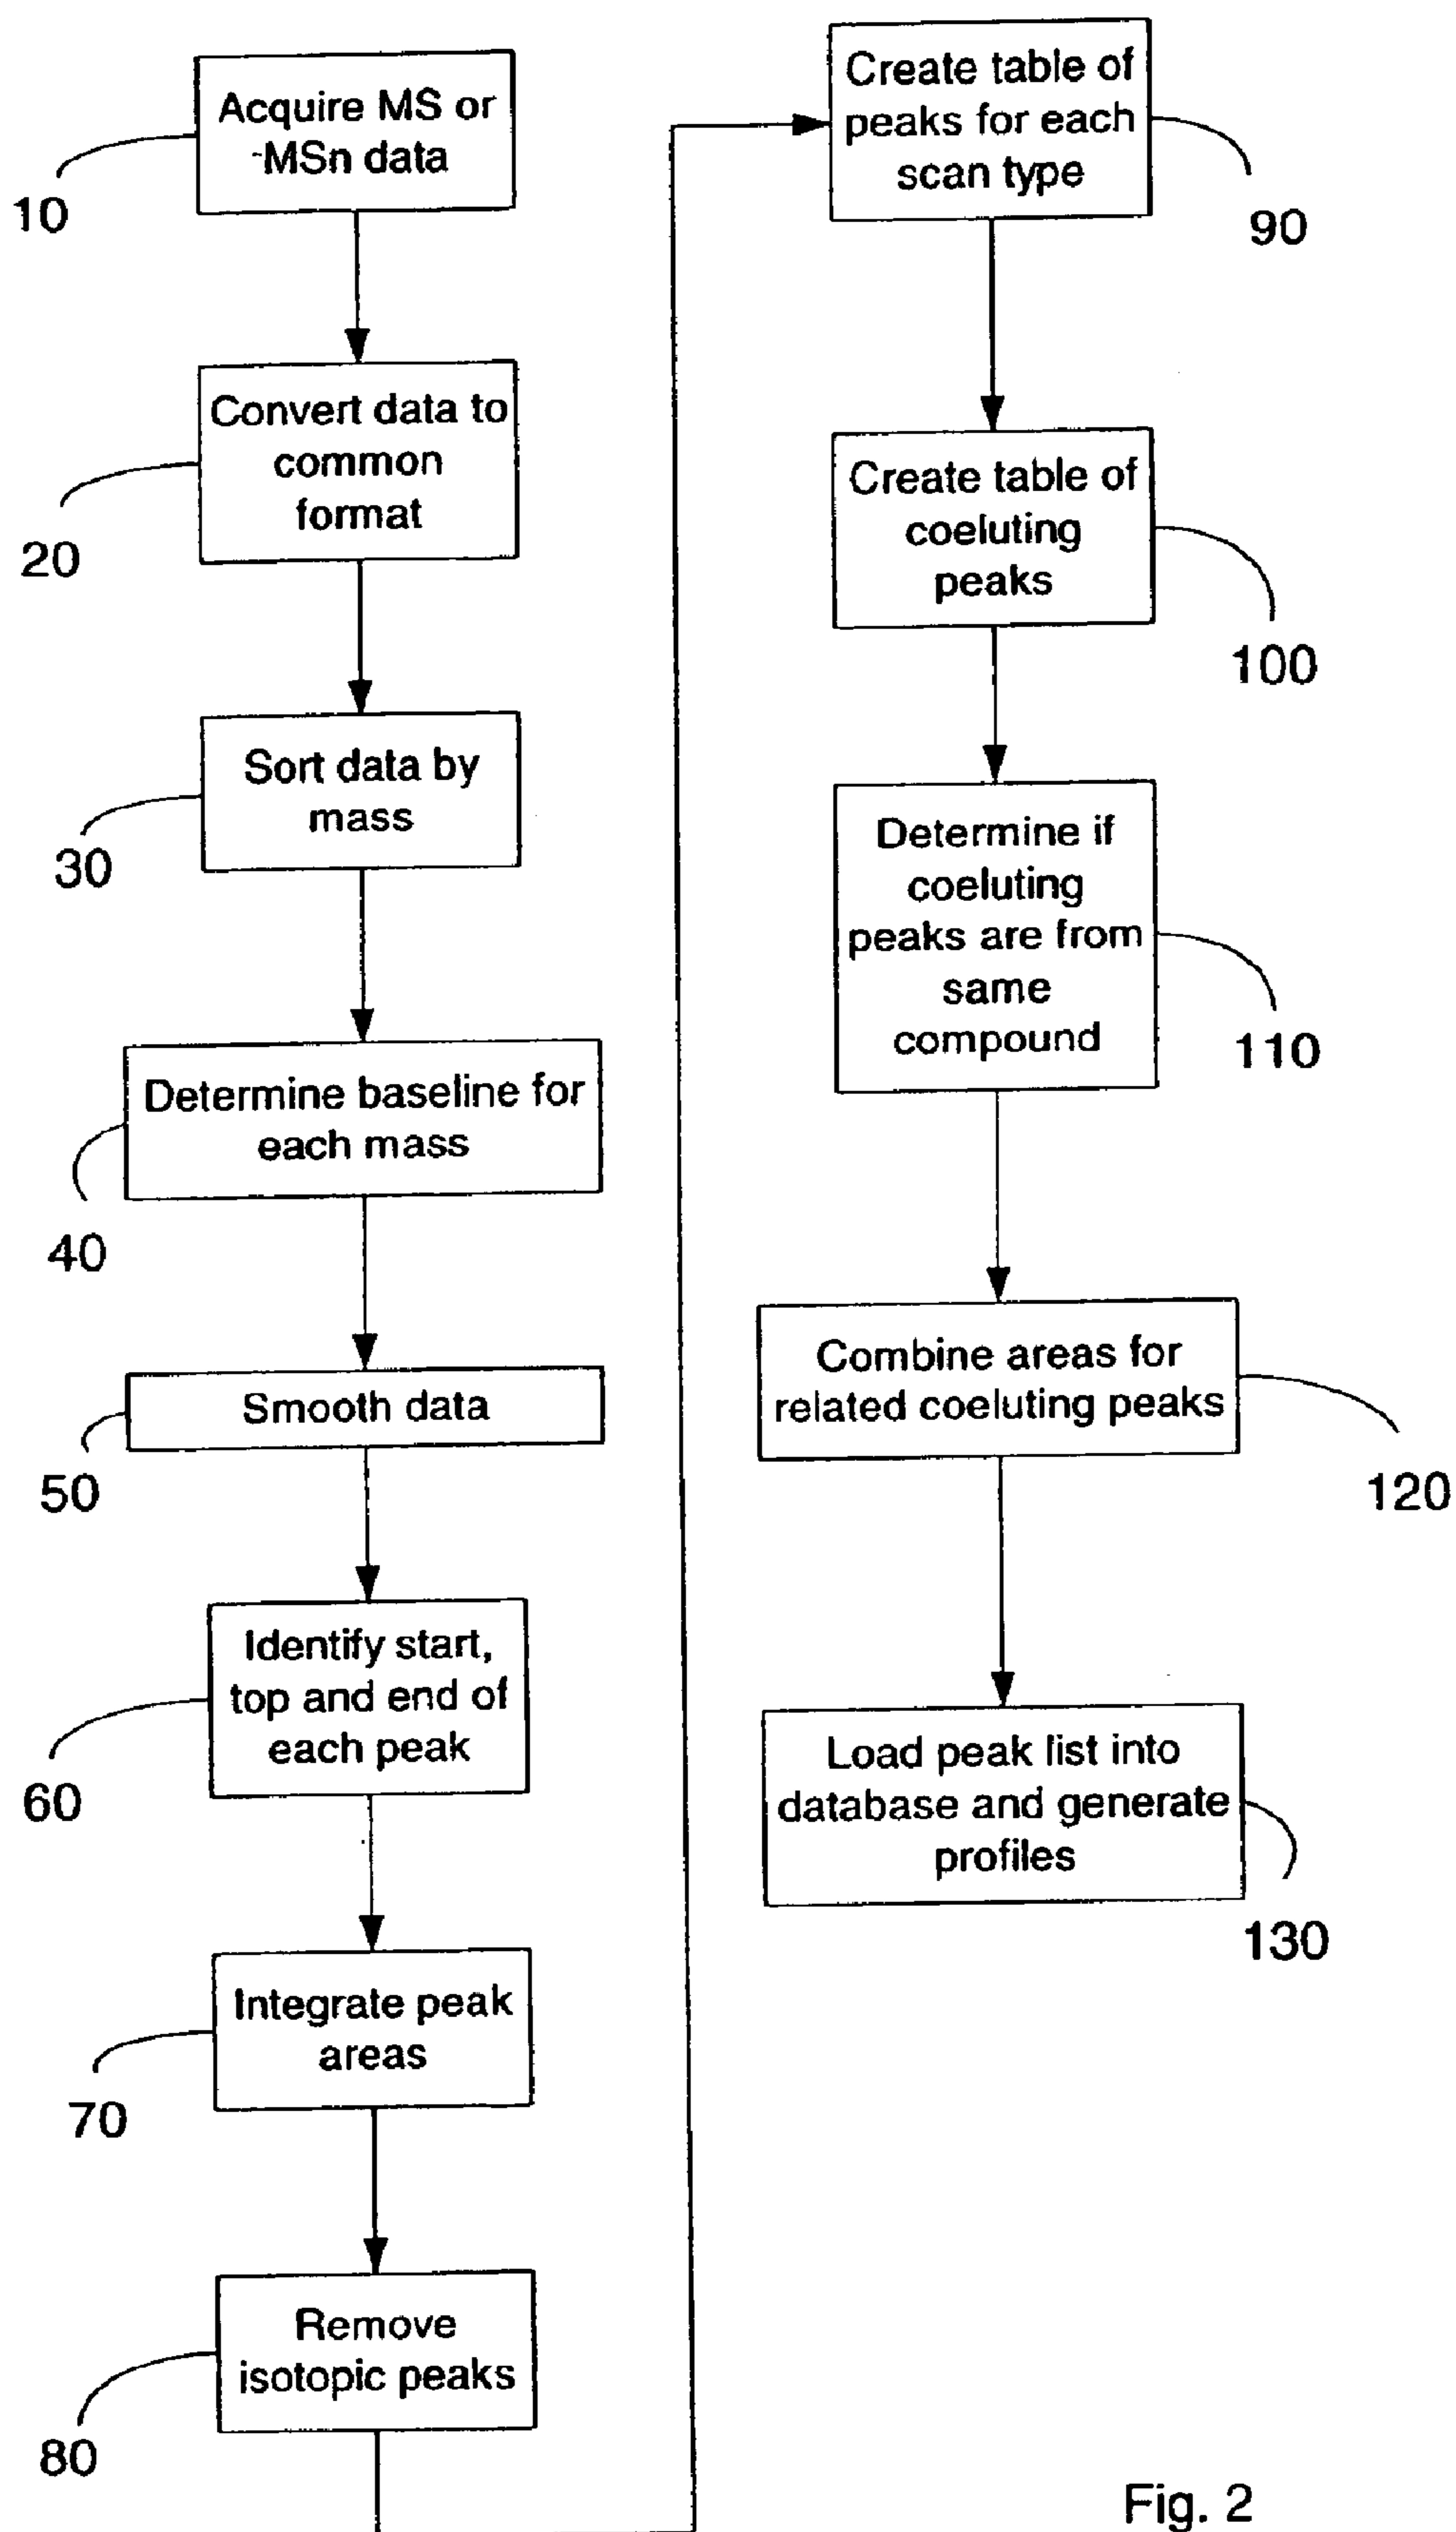 Acquire MS or
MSn data
10
Convert data to
common
format
20
Sort data by
mass
30
Determine baseline for
each mass
40
Smooth data
50
Identify start,
top and end of
each peak
60
Integrate peak
areas
70
Remove
isotopic peaks
80
Create table of
peaks for each
scan type
90
Create table of
coeluting
peaks
100
Determine if
coeluting
peaks are from
same
compound
110
Combine areas for
related coeluting peaks
120
Load peak list into
database and generate
profiles
130
Fig. 2